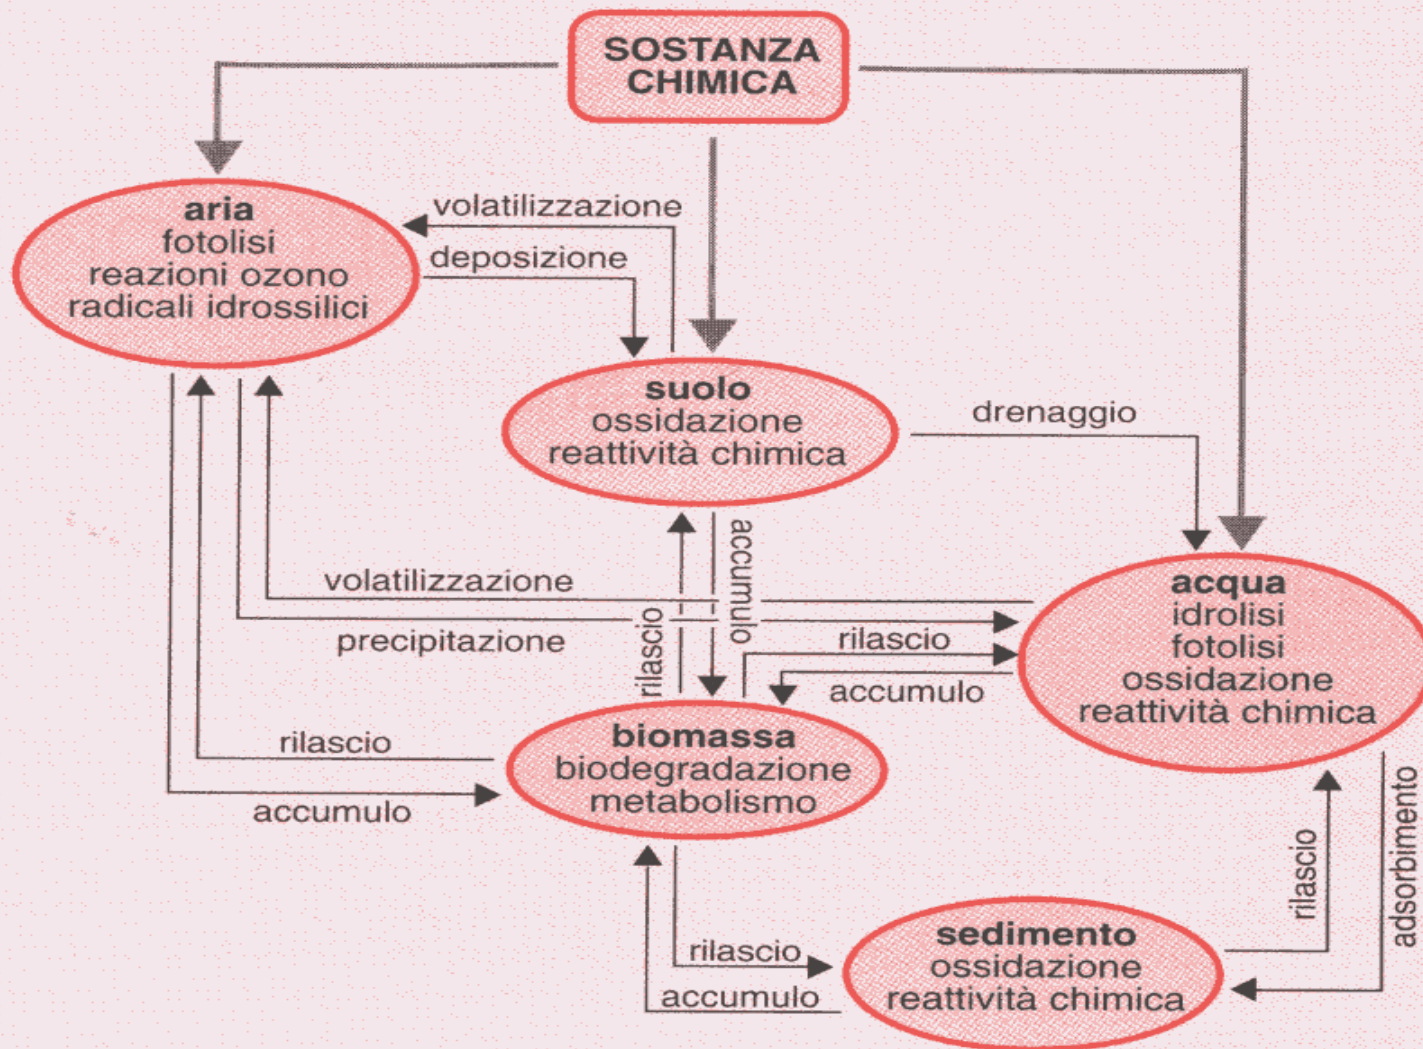 SOSTANZA
CHIMICA
aria
fotolisi
reazioni ozono
radicali idrossilici
volatilizzazione
deposizione
suolo
ossidazione
reattività chimica
drenaggio
accumulo
rilascio
volatilizzazione
precipitazione
acqua
idrolisi
fotolisi
ossidazione
reattività chimica
rilascio
accumulo
biomassa
biodegradazione
metabolismo
rilascio
accumulo
rilascio
adsorbimento
rilascio
accumulo
sedimento
ossidazione
reattività chimica